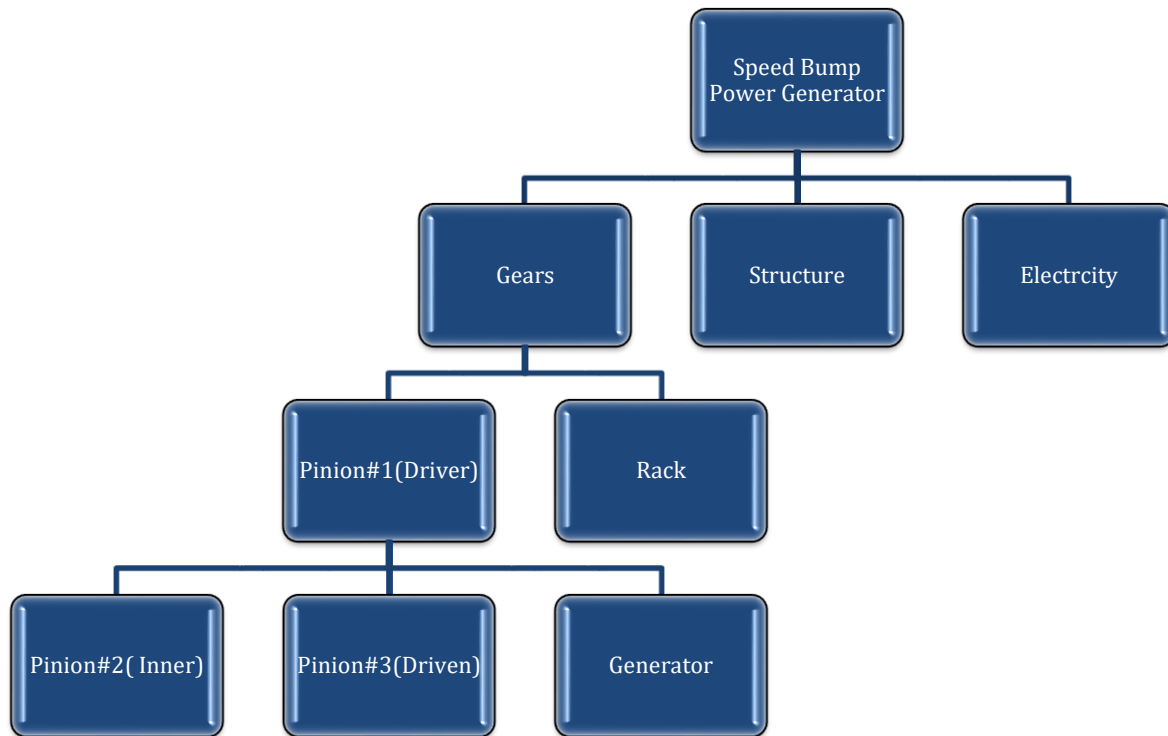 Speed Bump
Power Generator
Gears
Structure
Electrcity
Pinion#1(Driver)
Rack
Pinion#2( Inner)
Pinion#3(Driven)
Generator